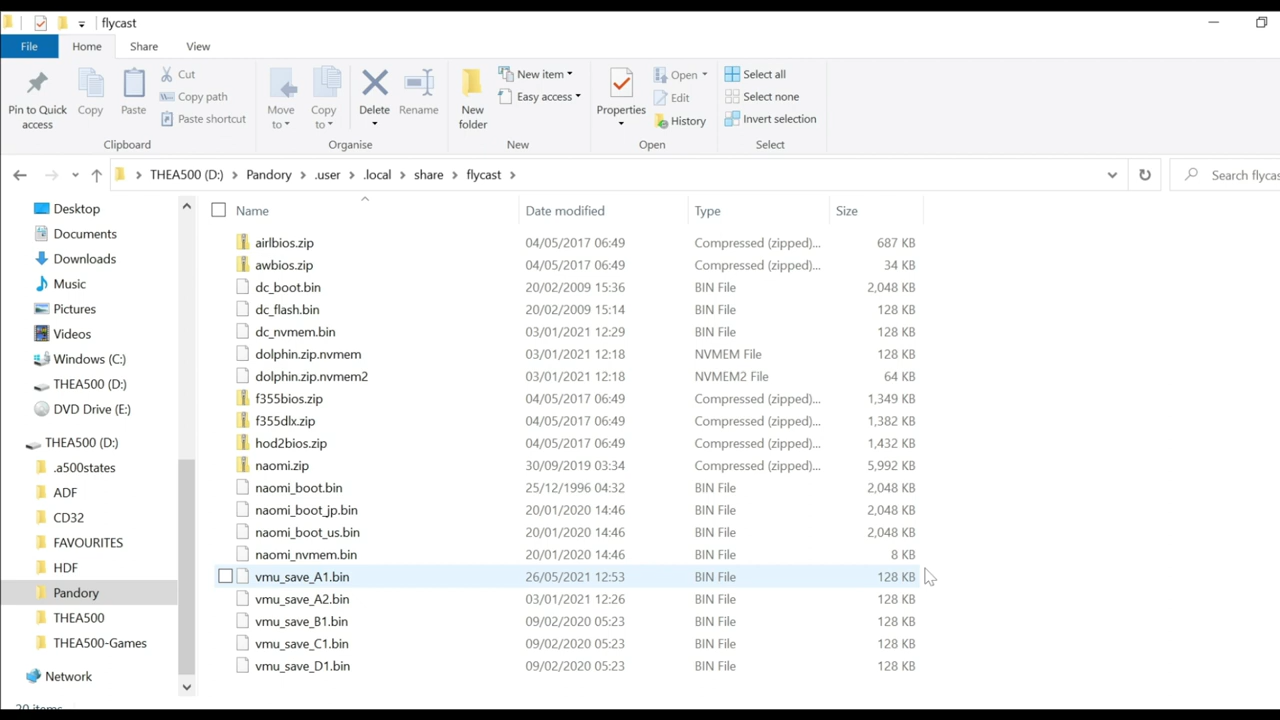 flycast
File Home Share View
Pin to Quick access
Copy
Paste
Cut
Copy path
Paste shortcut
Clipboard
Move to
Copy to
Delete
Rename
Organise
New folder
New item
Easy access
New
Properties
Open
Edit
History
Open
Select all
Select none
Invert selection
Select
THEA500 (D:) Pandory .user .local share flycast
Search flycas
Desktop
Documents
Downloads
Music
Pictures
Videos
Windows (C:)
THEA500 (D:)
DVD Drive (E:)
THEA500 (D:)
.a500states
ADF
CD32
FAVOURITES
HDF
Pandory
THEA500
THEA500-Games
Network
Name Date modified Type Size
airlbios.zip 04/05/2017 06:49 Compressed (zipped)... 687 KB
awbios.zip 04/05/2017 06:49 Compressed (zipped)... 34 KB
dc_boot.bin 20/02/2009 15:36 BIN File 2,048 KB
dc_flash.bin 20/02/2009 15:14 BIN File 128 KB
dc_nvmem.bin 03/01/2021 12:29 BIN File 128 KB
dolphin.zip.nvmem 03/01/2021 12:18 NVMEM File 128 KB
dolphin.zip.nvmem2 03/01/2021 12:18 NVMEM2 File 64 KB
f355bios.zip 04/05/2017 06:49 Compressed (zipped)... 1,349 KB
f355dlx.zip 04/05/2017 06:49 Compressed (zipped)... 1,382 KB
hod2bios.zip 04/05/2017 06:49 Compressed (zipped)... 1,432 KB
naomi.zip 30/09/2019 03:34 Compressed (zipped)... 5,992 KB
naomi_boot.bin 25/12/1996 04:32 BIN File 2,048 KB
naomi_boot_jp.bin 20/01/2020 14:46 BIN File 2,048 KB
naomi_boot_us.bin 20/01/2020 14:46 BIN File 2,048 KB
naomi_nvmem.bin 20/01/2020 14:46 BIN File 8 KB
vmu_save_A1.bin 26/05/2021 12:53 BIN File 128 KB
vmu_save_A2.bin 03/01/2021 12:26 BIN File 128 KB
vmu_save_B1.bin 09/02/2020 05:23 BIN File 128 KB
vmu_save_C1.bin 09/02/2020 05:23 BIN File 128 KB
vmu_save_D1.bin 09/02/2020 05:23 BIN File 128 KB
20 items